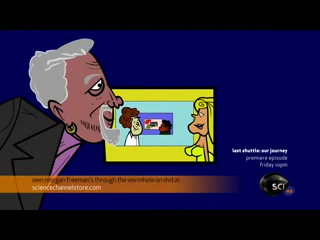 last shuttle: our journey
premiere episode
friday 10pm
own morgan freeman's through the wormhole on dvd at
sciencechannelstore.com
SCI